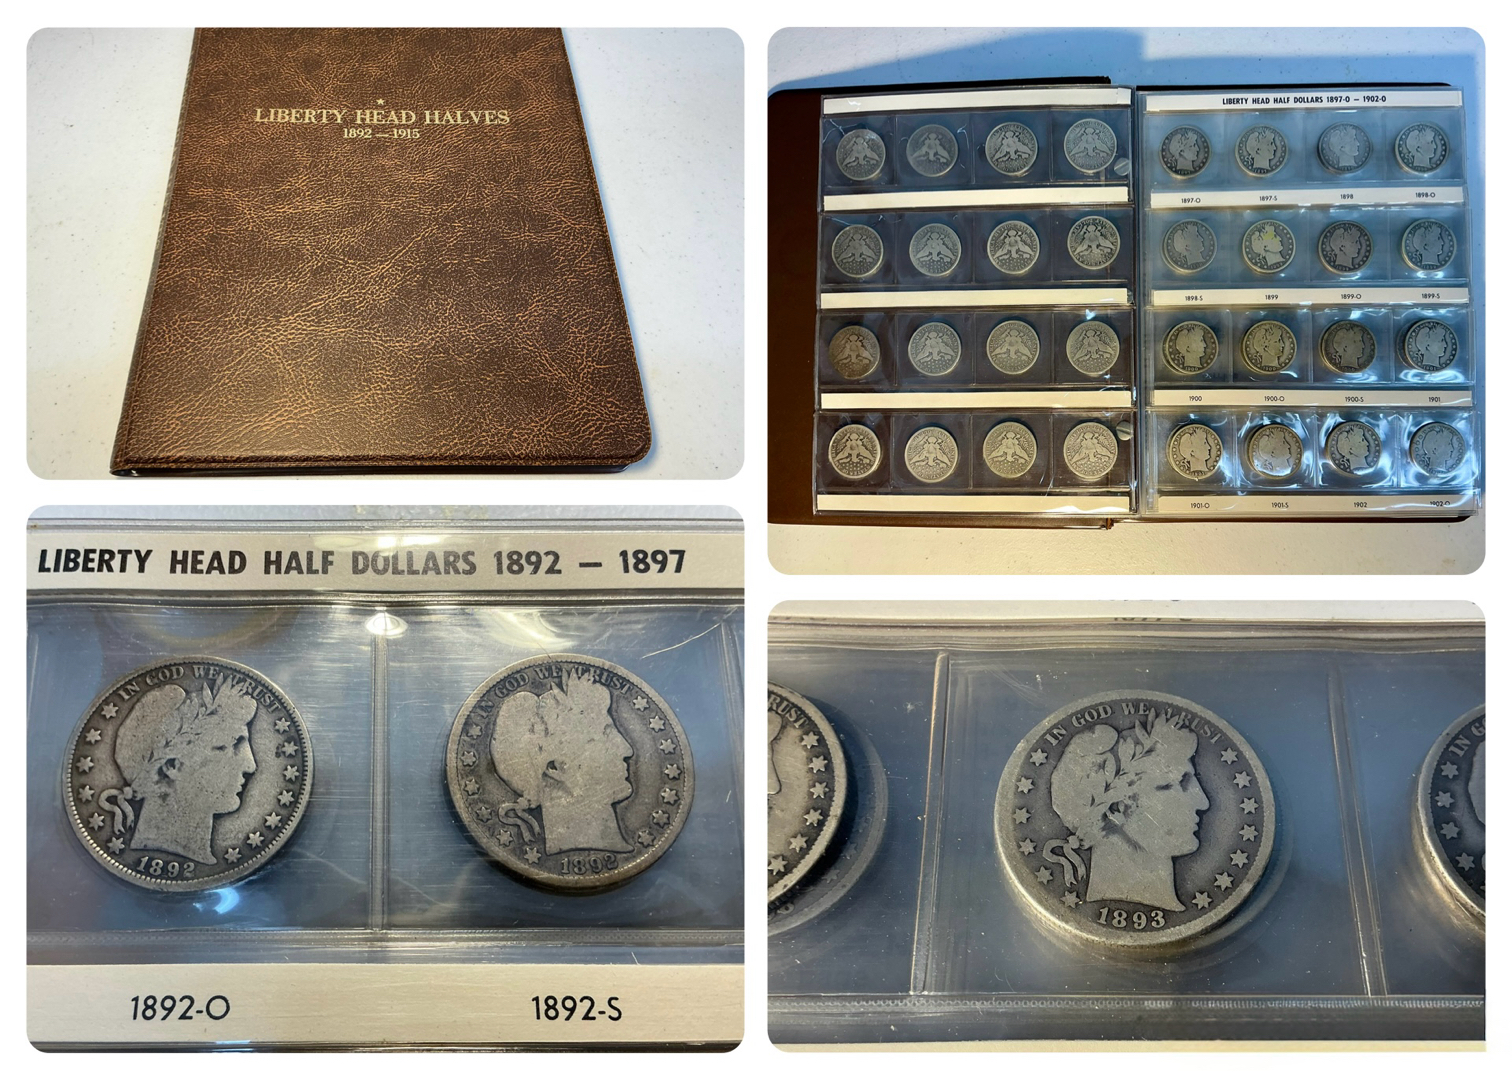 LIBERTY HEAD HALVES
1892 — 1915
LIBERTY HEAD HALF DOLLARS 1897-O — 1902-O
1897-O 1897-S 1898 1898-O
1898-S 1899 1899-O 1899-S
1900 1900-O 1900-S 1901
1901-O 1901-S 1902 1902-O
LIBERTY HEAD HALF DOLLARS 1892 — 1897
IN GOD WE TRUST
1892
IN GOD WE TRUST
1892
1892-O 1892-S
TRUST
IN GOD WE TRUST
1893
IN G